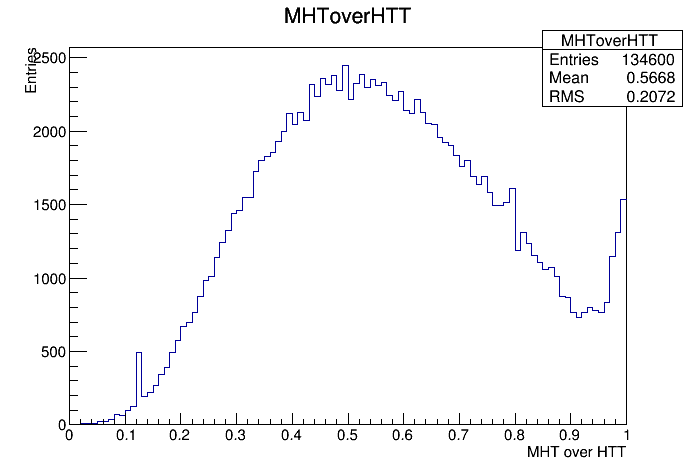 MHToverHTT
MHToverHTT
Entries 134600
Mean 0.5668
RMS 0.2072
Entries
2500
2000
1500
1000
500
0
0 0.1 0.2 0.3 0.4 0.5 0.6 0.7 0.8 0.9 1
MHT over HTT